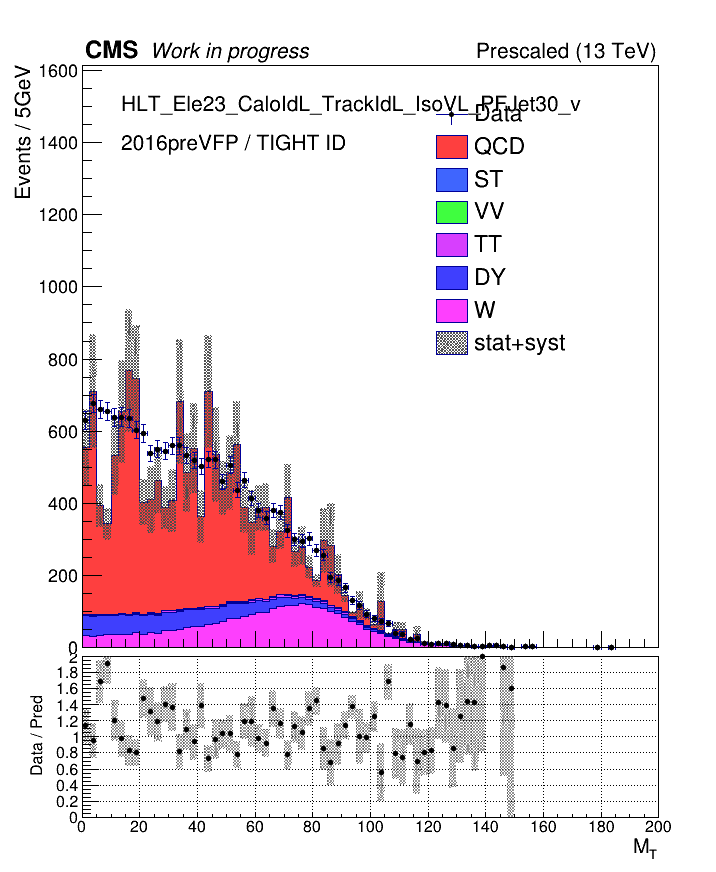 CMS Work in progress Prescaled (13 TeV)
Events / 5GeV
1600
1400
1200
1000
800
600
400
200
0
HLT_Ele23_CaloIdL_TrackIdL_IsoVL_PFJet30_v
2016preVFP / TIGHT ID
Data
QCD
ST
VV
TT
DY
W
stat+syst
Data / Pred
2
1.8
1.6
1.4
1.2
1
0.8
0.6
0.4
0.2
0
0 20 40 60 80 100 120 140 160 180 200
M_T